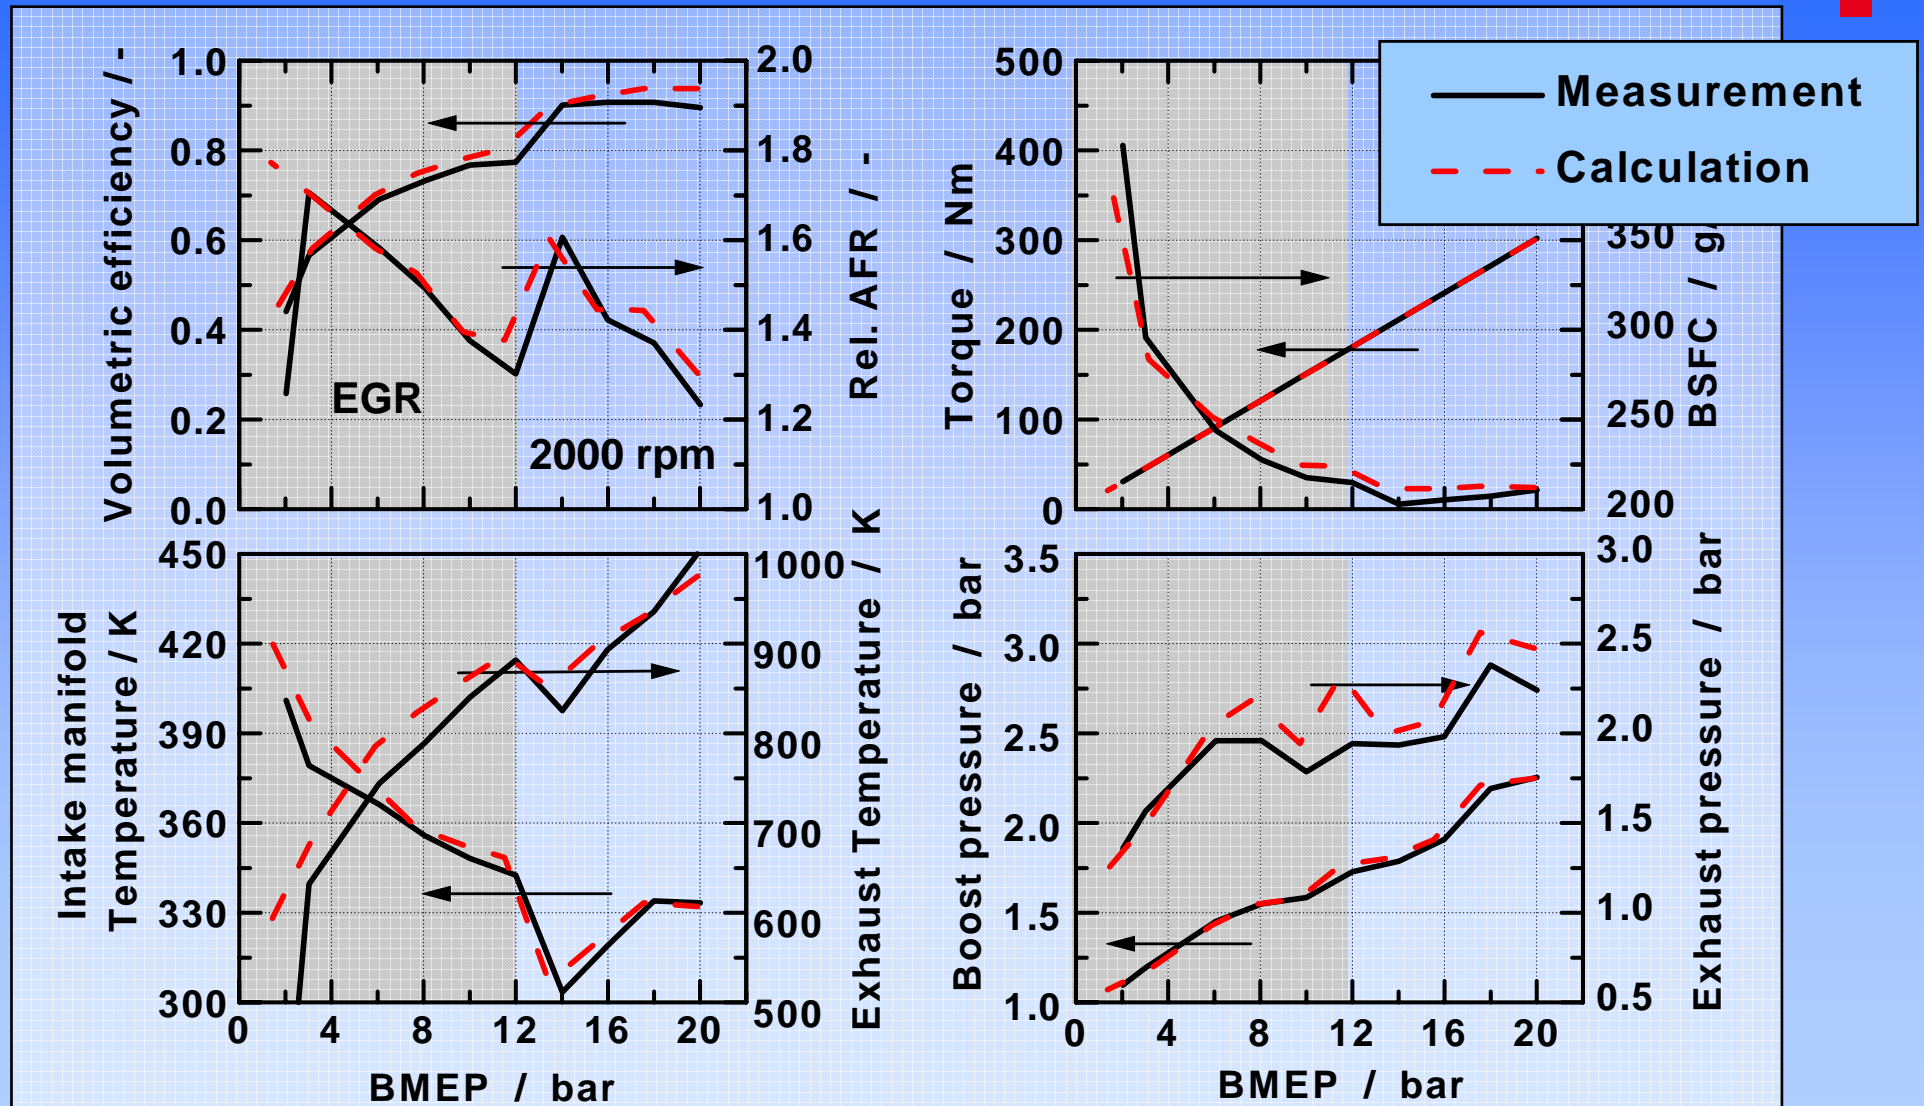 Measurement
Calculation
Volumetric efficiency / -
1.0
0.8
0.6
0.4
0.2
0.0
EGR
2000 rpm
2.0
1.8
1.6
1.4
1.2
1.0
Rel. AFR / -
Torque / Nm
500
400
300
200
100
0
350
300
250
200
BSFC / g/
Intake manifold
Temperature / K
450
420
390
360
330
300
0 4 8 12 16 20
BMEP / bar
1000
900
800
700
600
500
Exhaust Temperature / K
Boost pressure / bar
3.5
3.0
2.5
2.0
1.5
1.0
0 4 8 12 16 20
BMEP / bar
3.0
2.5
2.0
1.5
1.0
0.5
Exhaust pressure / bar